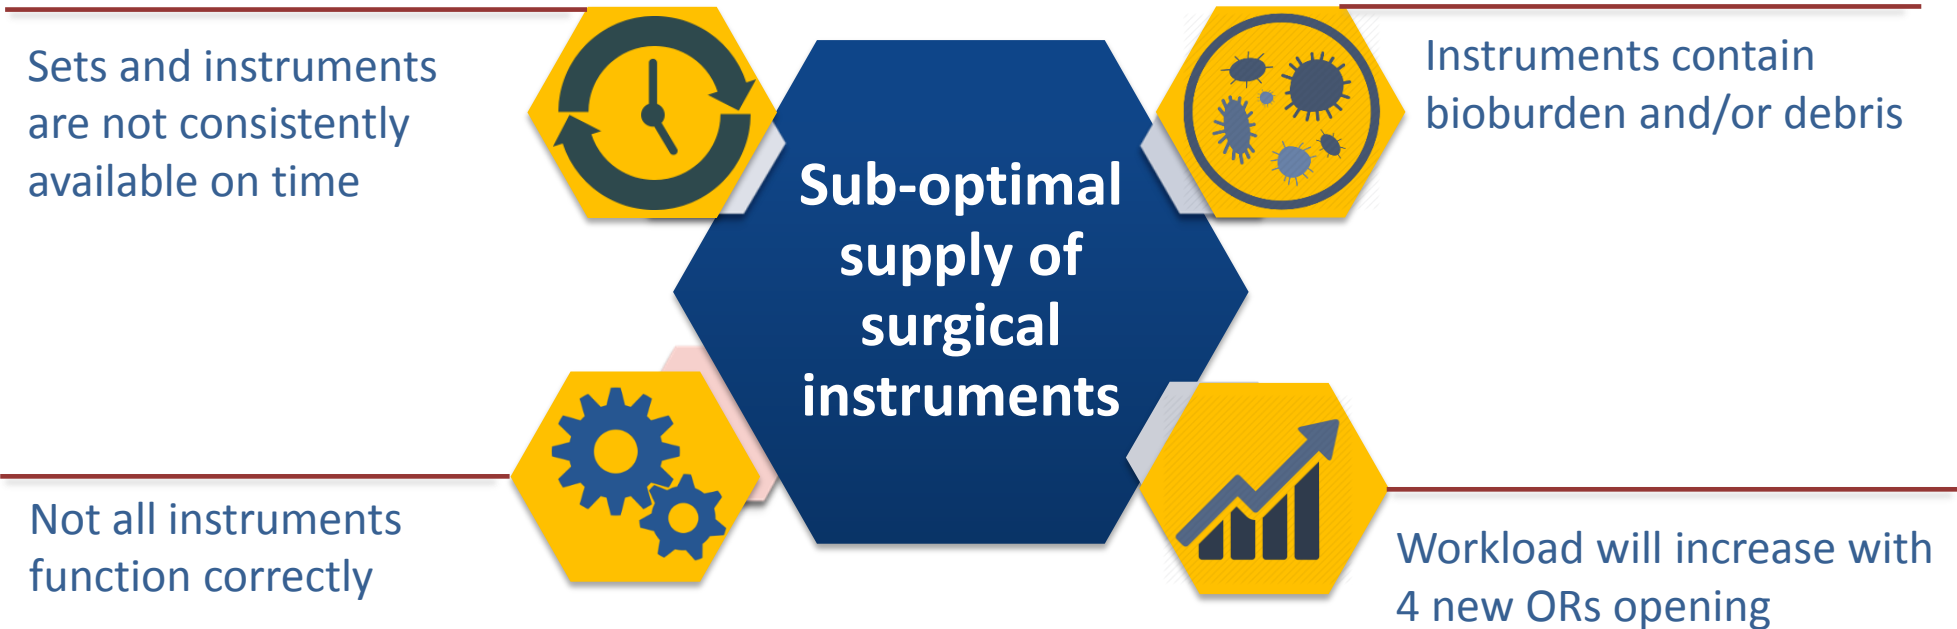 Sets and instruments
are not consistently
available on time
Instruments contain
bioburden and/or debris
Sub-optimal
supply of
surgical
instruments
Not all instruments
function correctly
Workload will increase with
4 new ORs opening